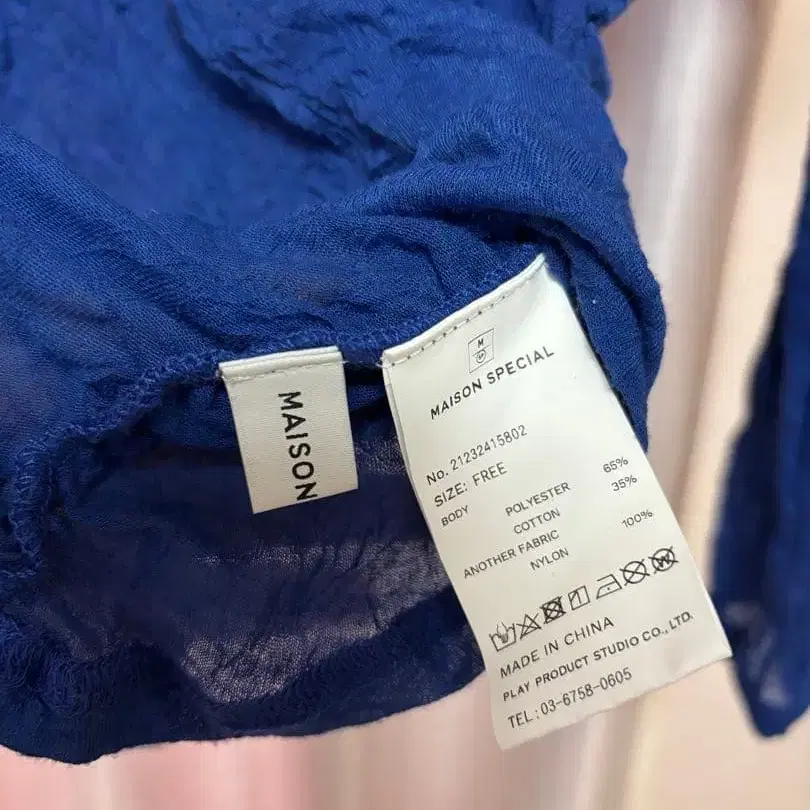 MAISON
M
MAISON SPECIAL
No. 21232415802
SIZE: FREE
BODY POLYESTER 65%
COTTON 35%
ANOTHER FABRIC
NYLON 100%
MADE IN CHINA
PLAY PRODUCT STUDIO CO., LTD.
TEL : 03-6758-0605